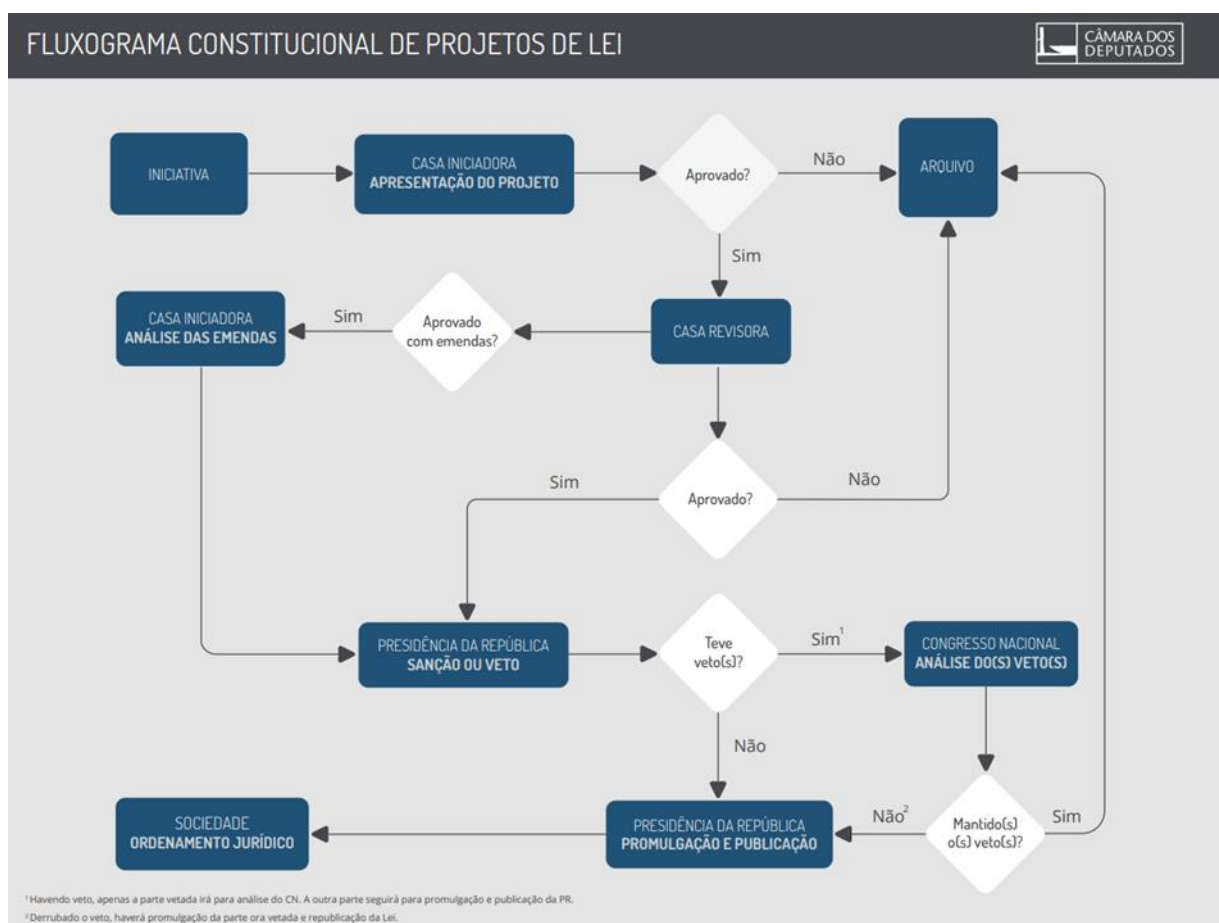 FLUXOGRAMA CONSTITUCIONAL DE PROJETOS DE LEI
CÂMARA DOS
DEPUTADOS
INICIATIVA
CASA INICIADORA
APRESENTAÇÃO DO PROJETO
Aprovado?
Não
ARQUIVO
Sim
CASA INICIADORA
ANÁLISE DAS EMENDAS
Sim
Aprovado
com emendas?
CASA REVISORA
Sim
Aprovado?
Não
PRESIDÊNCIA DA REPÚBLICA
SANÇÃO OU VETO
Teve
veto(s)?
Sim¹
CONGRESSO NACIONAL
ANÁLISE DO(S) VETO(S)
Não
SOCIEDADE
ORDENAMENTO JURÍDICO
PRESIDÊNCIA DA REPÚBLICA
PROMULGAÇÃO E PUBLICAÇÃO
Não²
Mantido(s)
o(s) veto(s)?
Sim
¹ Havendo veto, apenas a parte vetada irá para análise do CN. A outra parte seguirá para promulgação e publicação da PR.
² Derrubado o veto, haverá promulgação da parte ora vetada e republicação da Lei.